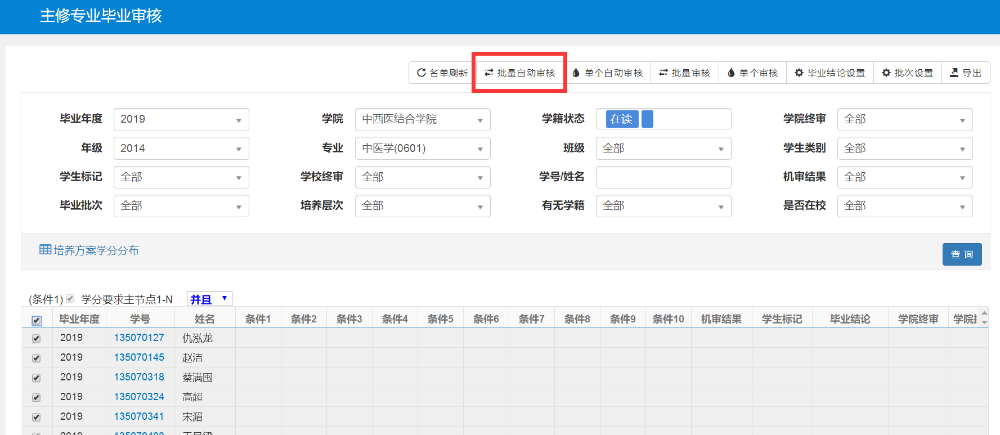 主修专业毕业审核
名单刷新 批量自动审核 单个自动审核 批量审核 单个审核 毕业结论设置 批次设置 导出
毕业年度 2019 学院 中西医结合学院 学籍状态 在读 学院终审 全部
年级 2014 专业 中医学(0601) 班级 全部 学生类别 全部
学生标记 全部 学校终审 全部 学号/姓名 机审结果 全部
毕业批次 全部 培养层次 全部 有无学籍 全部 是否在校 全部
培养方案学分分布
查 询
(条件1) 学分要求主节点1-N 并且
毕业年度 学号 姓名 条件1 条件2 条件3 条件4 条件5 条件6 条件7 条件8 条件9 条件10 机审结果 学生标记 毕业结论 学院终审 学院
2019 135070127 仇泓龙
2019 135070145 赵洁
2019 135070318 蔡满囤
2019 135070324 高超
2019 135070341 宋湄
2019